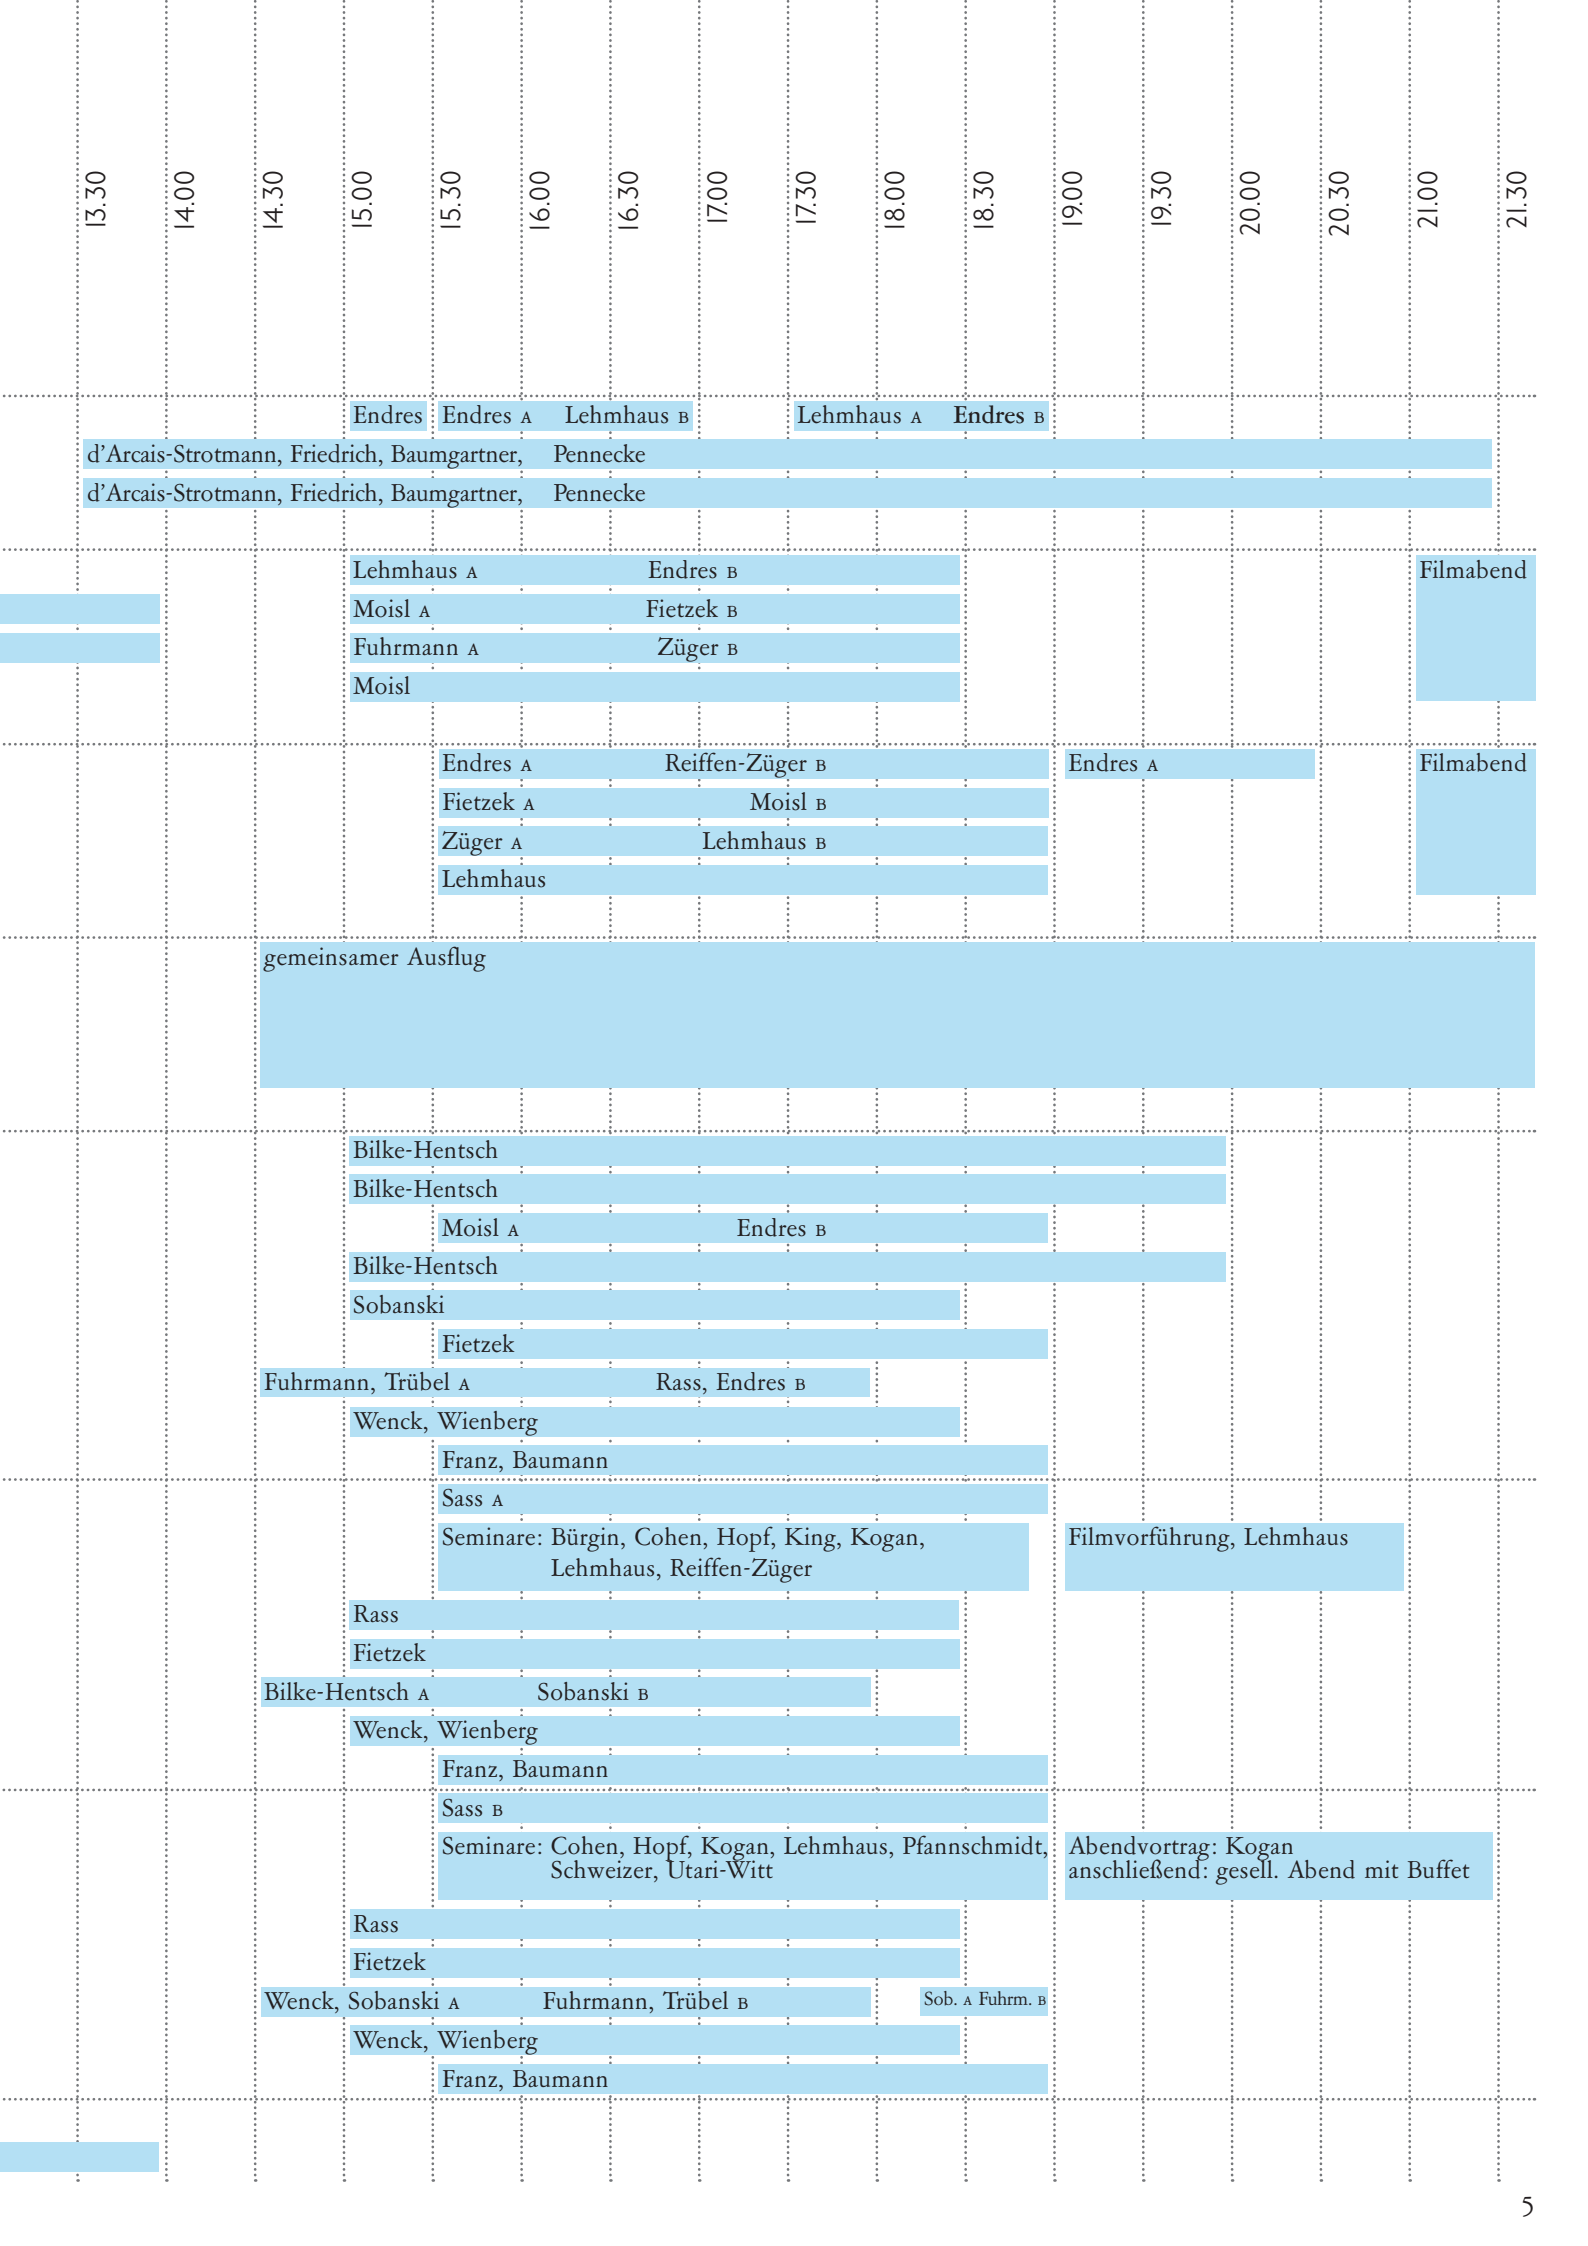 13.30 14.00 14.30 15.00 15.30 16.00 16.30 17.00 17.30 18.00 18.30 19.00 19.30 20.00 20.30 21.00 21.30
Endres Endres A Lehmhaus B Lehmhaus A Endres B
d'Arcais-Strotmann, Friedrich, Baumgartner, Pennecke
d'Arcais-Strotmann, Friedrich, Baumgartner, Pennecke
Lehmhaus A Endres B Filmabend
Moisl A Fietzek B
Fuhrmann A Züger B
Moisl
Endres A Reiffen-Züger B Endres A Filmabend
Fietzek A Moisl B
Züger A Lehmhaus B
Lehmhaus
gemeinsamer Ausflug
Bilke-Hentsch
Bilke-Hentsch
Moisl A Endres B
Bilke-Hentsch
Sobanski
Fietzek
Fuhrmann, Trübel A Rass, Endres B
Wenck, Wienberg
Franz, Baumann
Sass A
Seminare: Bürgin, Cohen, Hopf, King, Kogan, Filmvorführung, Lehmhaus
Lehmhaus, Reiffen-Züger
Rass
Fietzek
Bilke-Hentsch A Sobanski B
Wenck, Wienberg
Franz, Baumann
Sass B
Seminare: Cohen, Hopf, Kogan, Lehmhaus, Pfannschmidt, Abendvortrag: Kogan
Schweizer, Utari-Witt anschließend: gesell. Abend mit Buffet
Rass
Fietzek
Wenck, Sobanski A Fuhrmann, Trübel B Sob. A Fuhrm. B
Wenck, Wienberg
Franz, Baumann
5